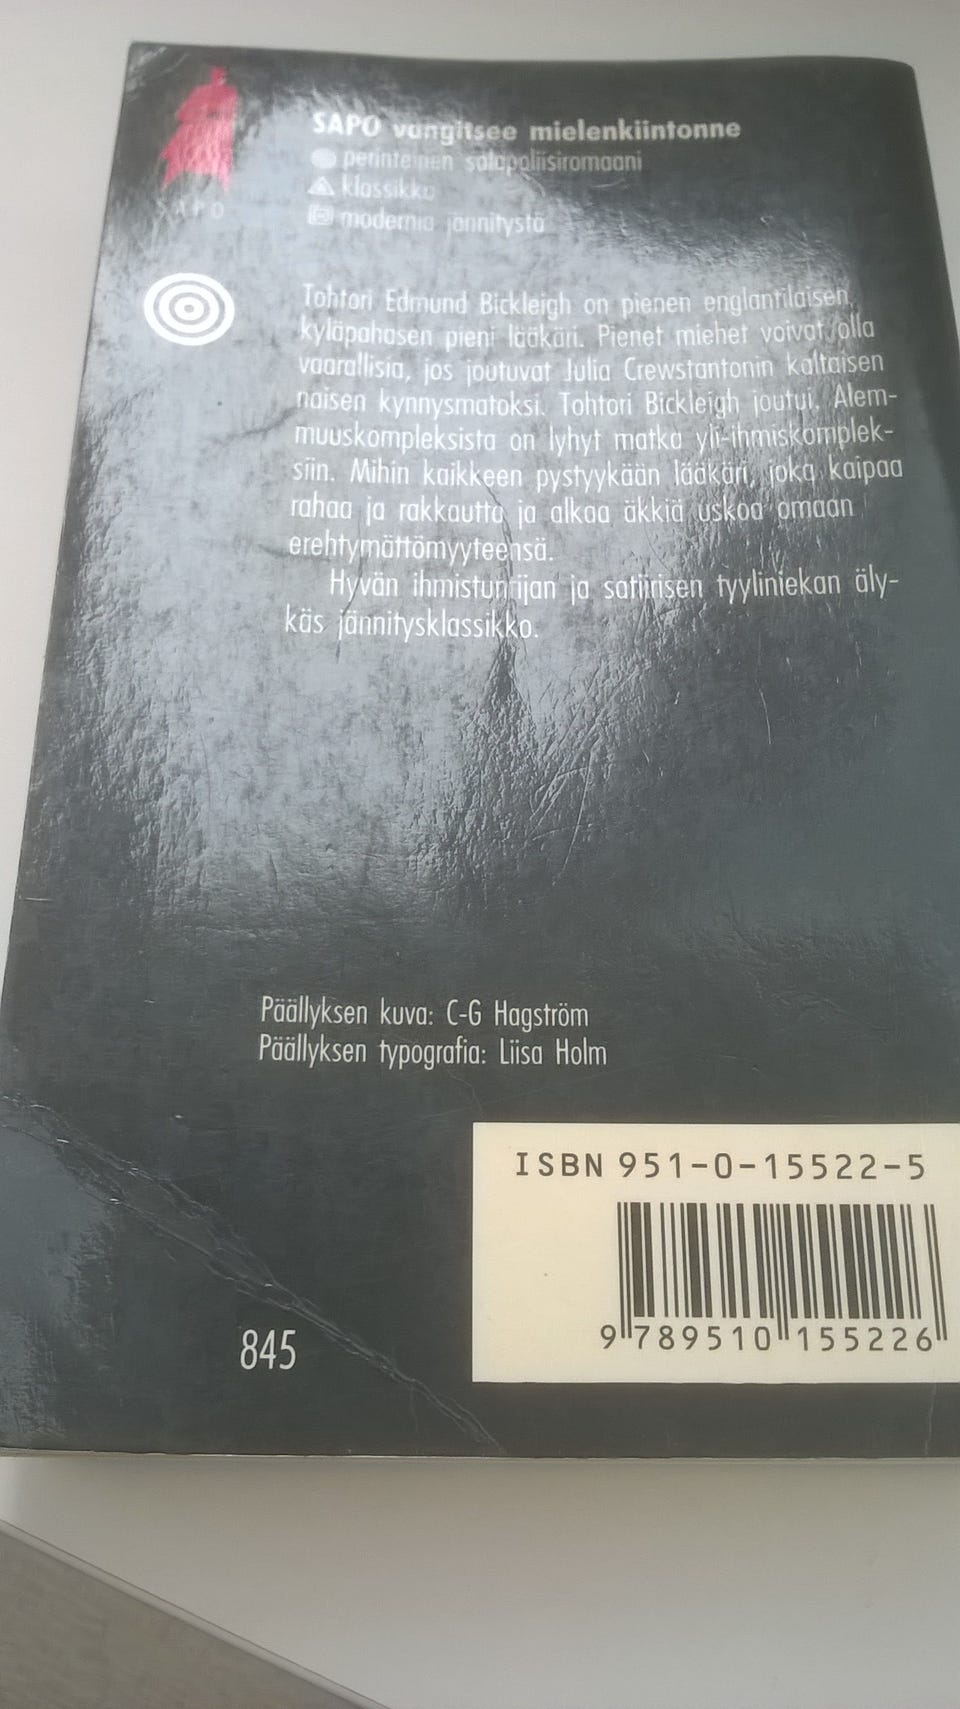 SAPO vangitsee mielenkiintonne
perinteinen salapoliisiromaani
klassikko
modernia jännitystä
SAPO
Tohtori Edmund Bickleigh on pienen englantilaisen
kyläpahasen pieni lääkäri. Pienet miehet voivat olla
vaarallisia, jos joutuvat Julia Crewstantonin kaltaisen
naisen kynnysmatoksi. Tohtori Bickleigh joutui. Alem-
muuskompleksista on lyhyt matka yli-ihmiskomplek-
siin. Mihin kaikkeen pystyykään lääkäri, joka kaipaa
rahaa ja rakkautta ja alkaa äkkiä uskoa omaan
erehtymättömyyteensä.
Hyvän ihmistuntijan ja satiirisen tyyliniekan äly-
käs jännitysklassikko.
Päällyksen kuva: C-G Hagström
Päällyksen typografia: Liisa Holm
ISBN 951-0-15522-5
9 789510 155226
845